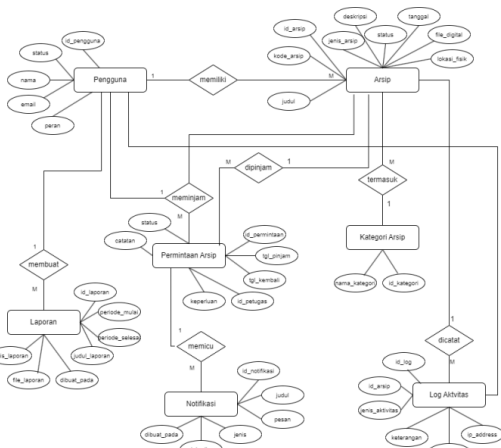 deskripsi
tanggal
id_arsip
jenis_arsip
status
file_digital
id_pengguna
status
kode_arsip
lokasi_fisik
nama
Pengguna
1
memiliki
M
Arsip
email
judul
peran
M
dipinjam
1
M
termasuk
1
meminjam
M
1
status
catatan
id_permintaan
Permintaan Arsip
tgl_pinjam
tgl_kembali
keperluan
id_petugas
Kategori Arsip
nama_kategori
id_kategori
1
membuat
M
id_laporan
periode_mulai
Laporan
periode_selesai
is_laporan
judul_laporan
file_laporan
dibuat_pada
1
memicu
M
1
dicatat
M
id_log
id_notifikasi
id_arsip
Notifikasi
judul
Log Aktvitas
pesan
jenis_aktivitas
dibuat_pada
jenis
keterangan
ip_address